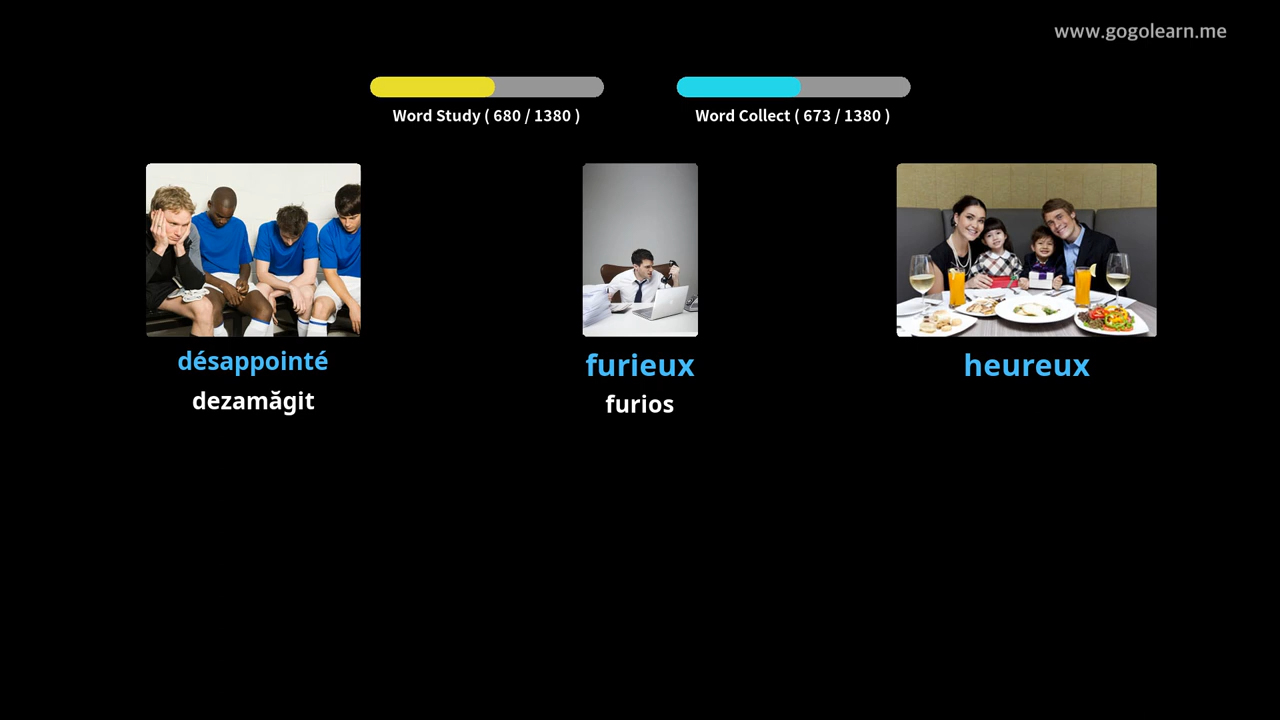 www.gogolearn.me
Word Study ( 680 / 1380 )
Word Collect ( 673 / 1380 )
désappointé
dezamăgit
furieux
furios
heureux